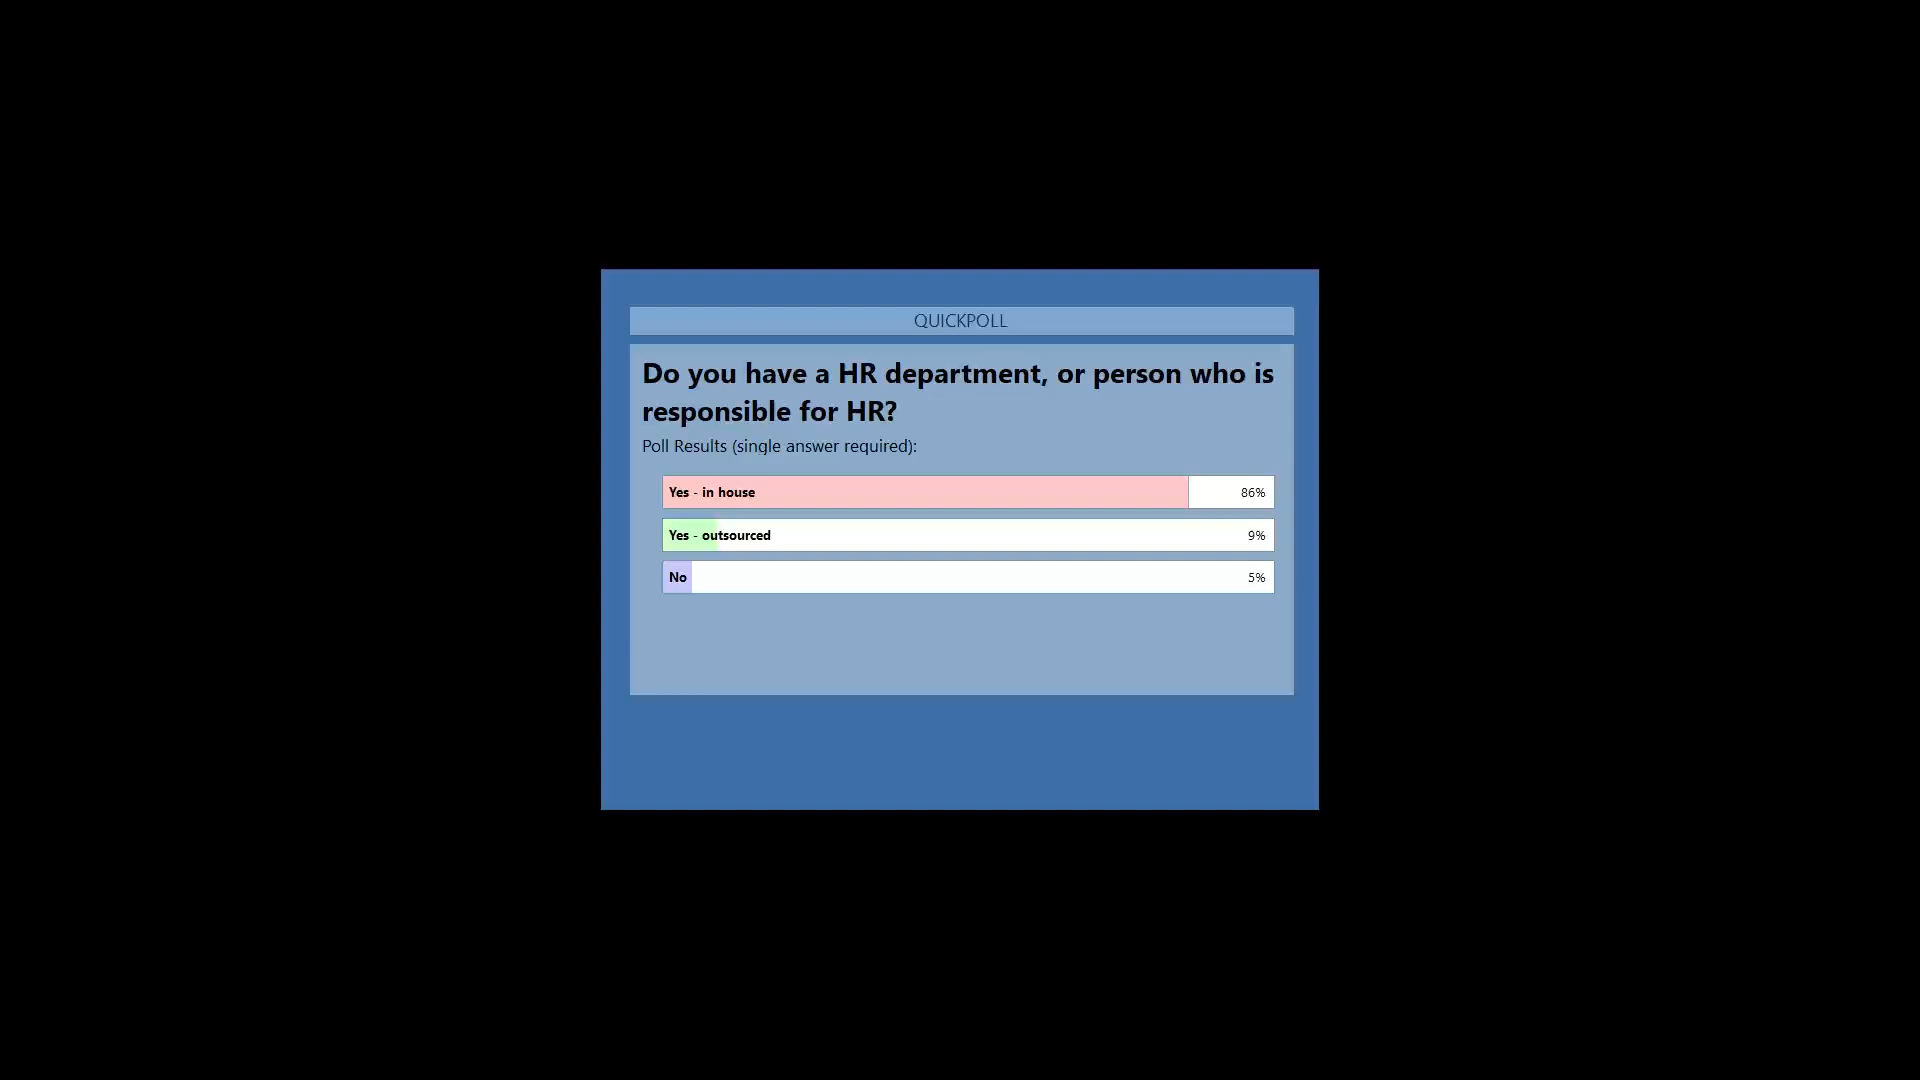 QUICKPOLL
Do you have a HR department, or person who is
responsible for HR?
Poll Results (single answer required):
Yes - in house 86%
Yes - outsourced 9%
No 5%